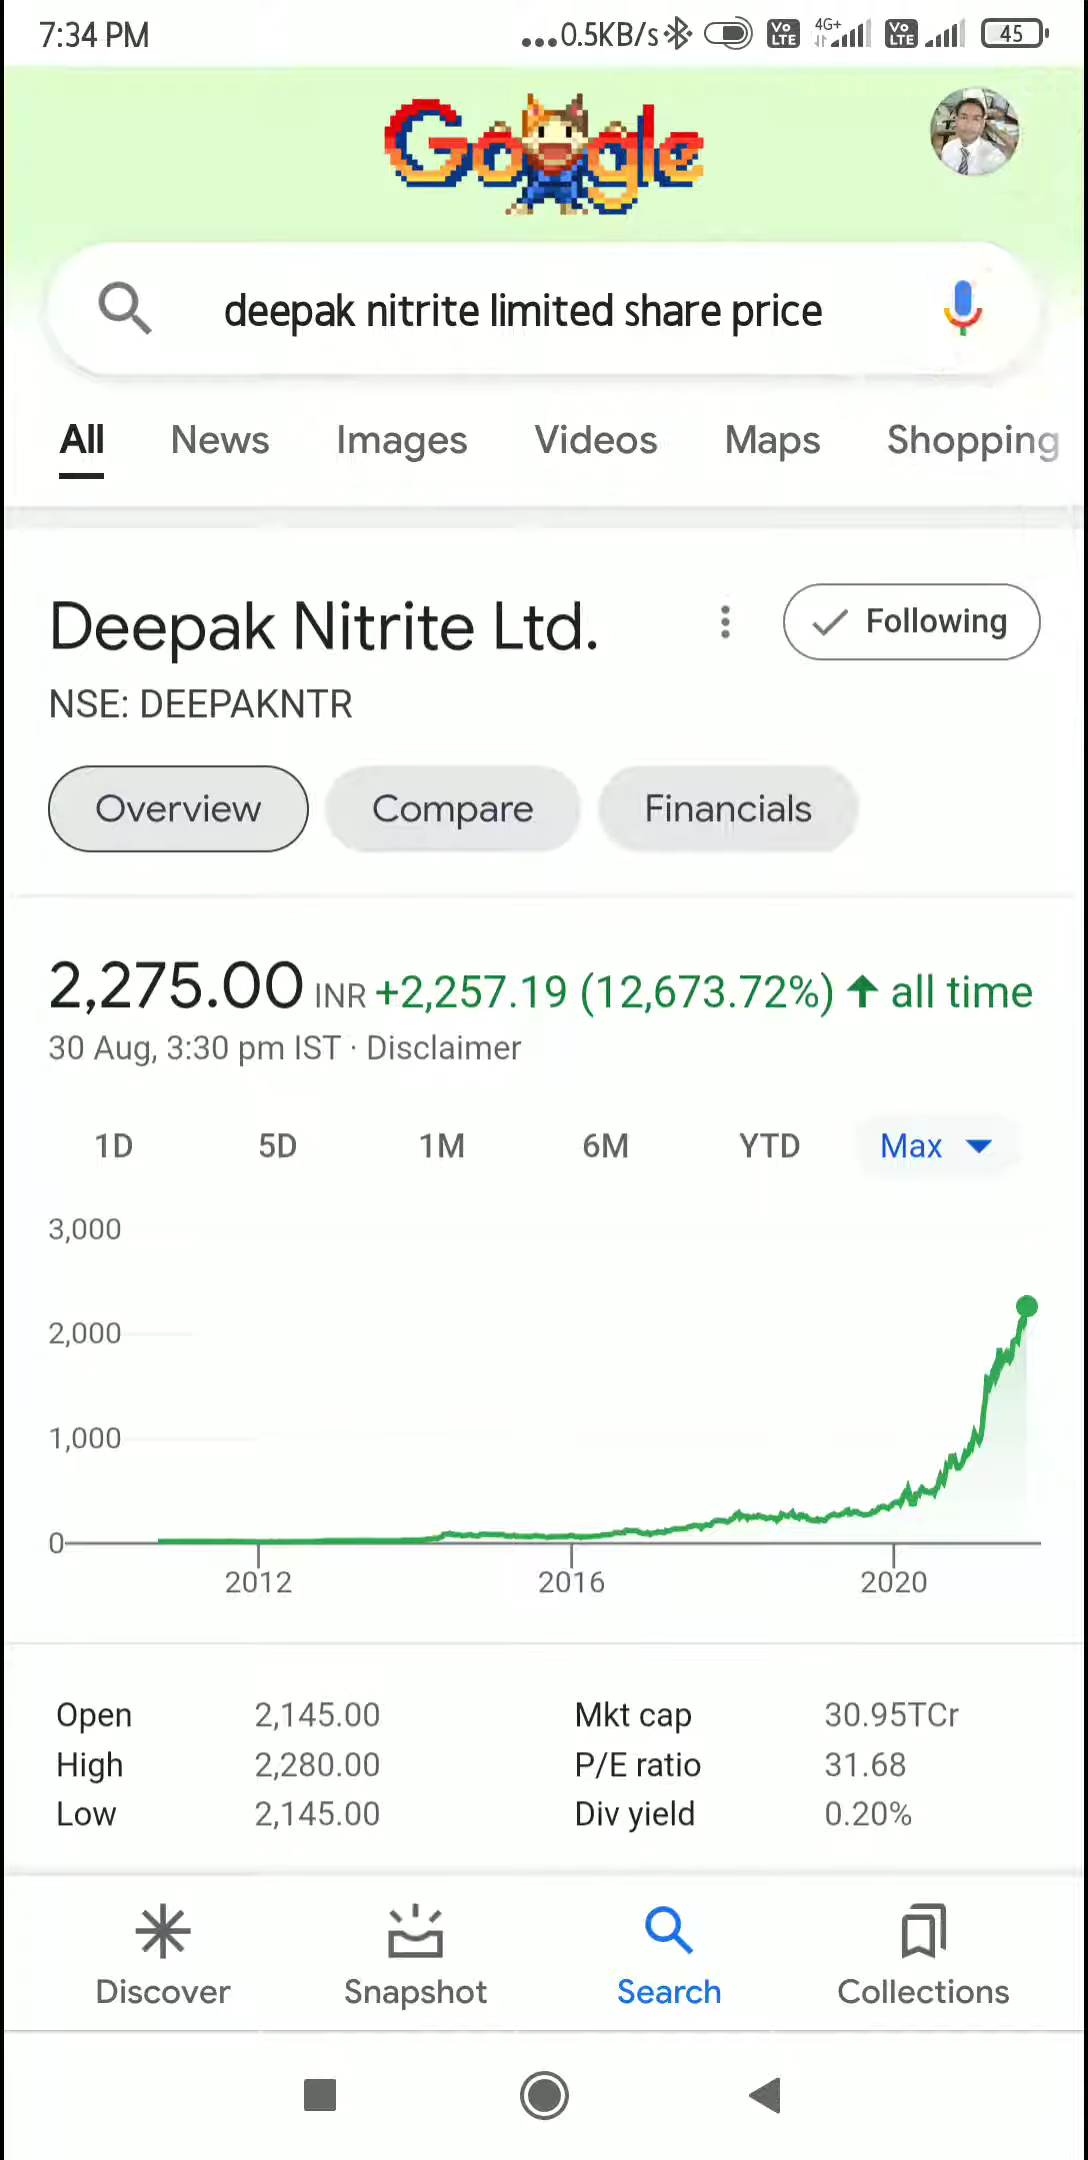 7:34 PM ...0.5KB/s Vo LTE 4G+ Vo LTE 45
Google
deepak nitrite limited share price
All News Images Videos Maps Shopping
Deepak Nitrite Ltd. Following
NSE: DEEPAKNTR
Overview Compare Financials
2,275.00 INR +2,257.19 (12,673.72%) ↑ all time
30 Aug, 3:30 pm IST · Disclaimer
1D 5D 1M 6M YTD Max
3,000
2,000
1,000
0
2012 2016 2020
Open 2,145.00 Mkt cap 30.95TCr
High 2,280.00 P/E ratio 31.68
Low 2,145.00 Div yield 0.20%
Discover Snapshot Search Collections